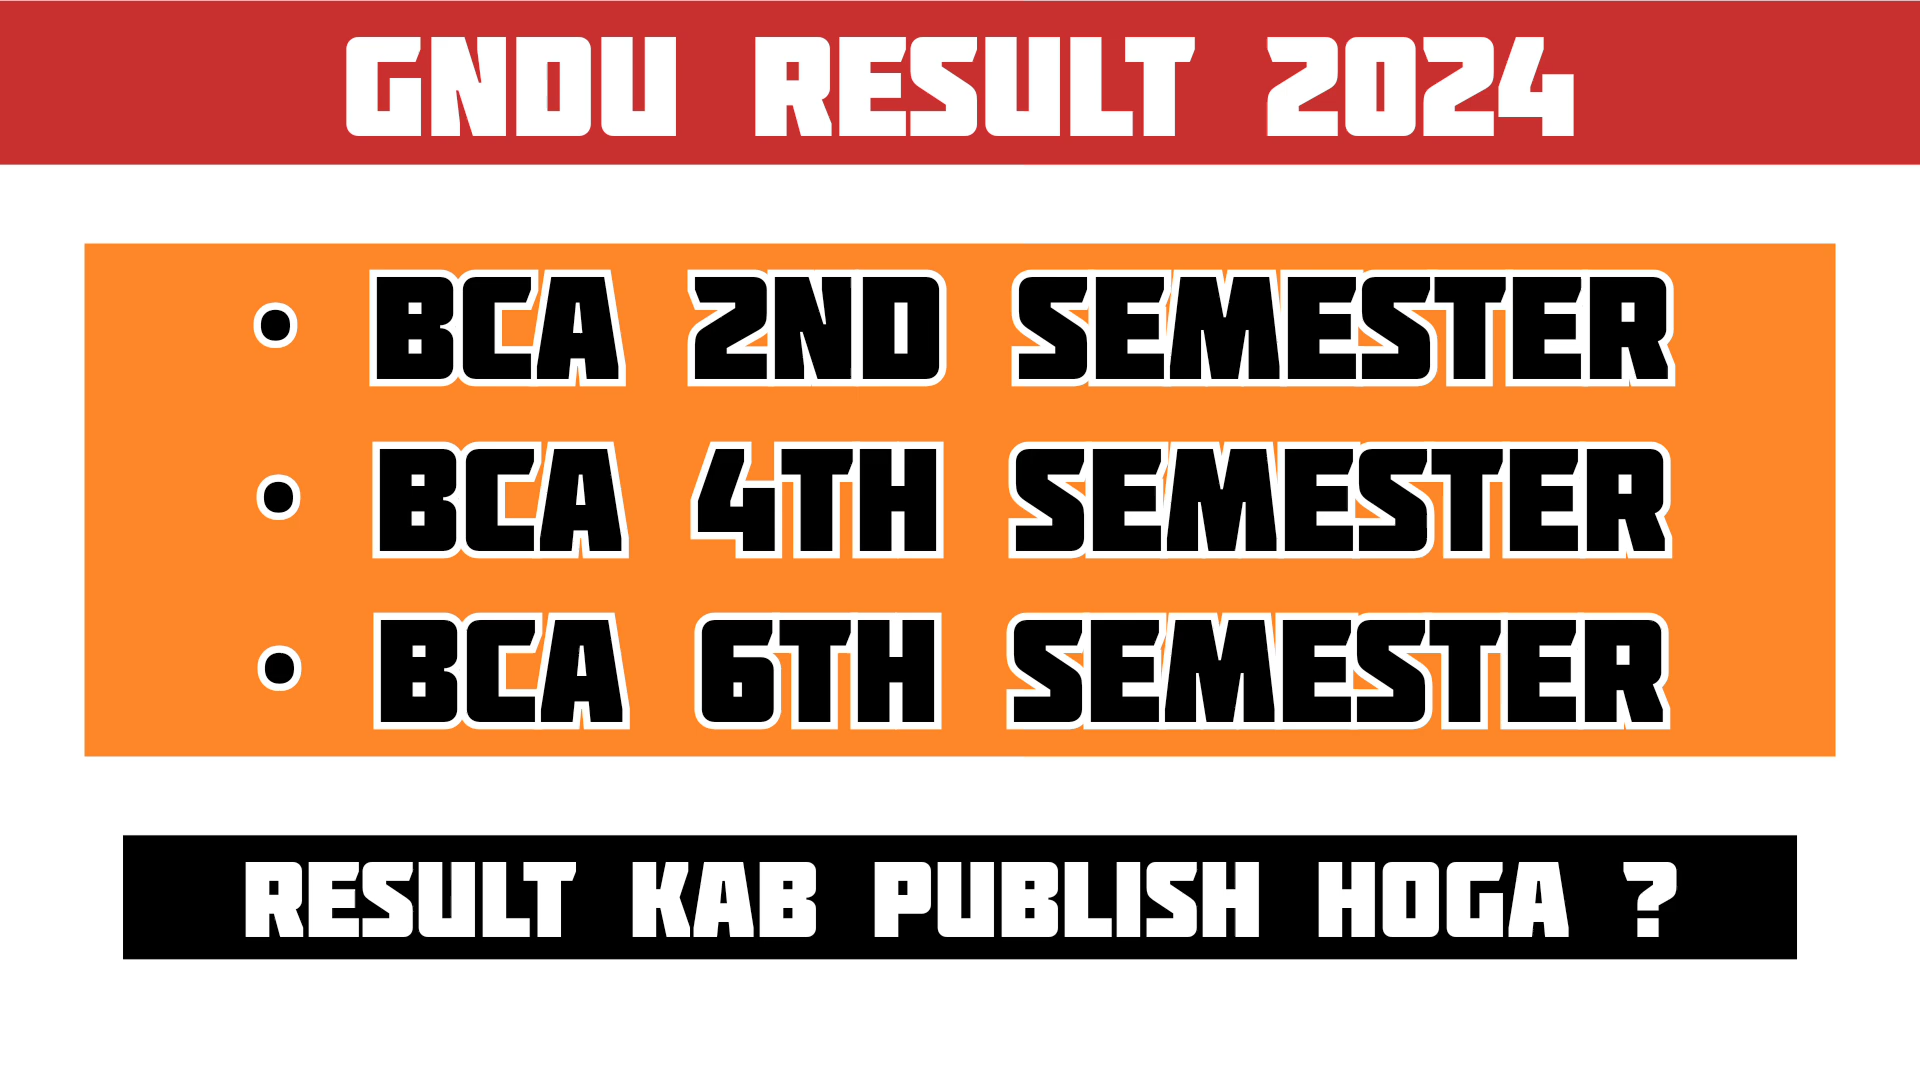 GNDU RESULT 2024
• BCA 2ND SEMESTER
• BCA 4TH SEMESTER
• BCA 6TH SEMESTER
RESULT KAB PUBLISH HOGA ?